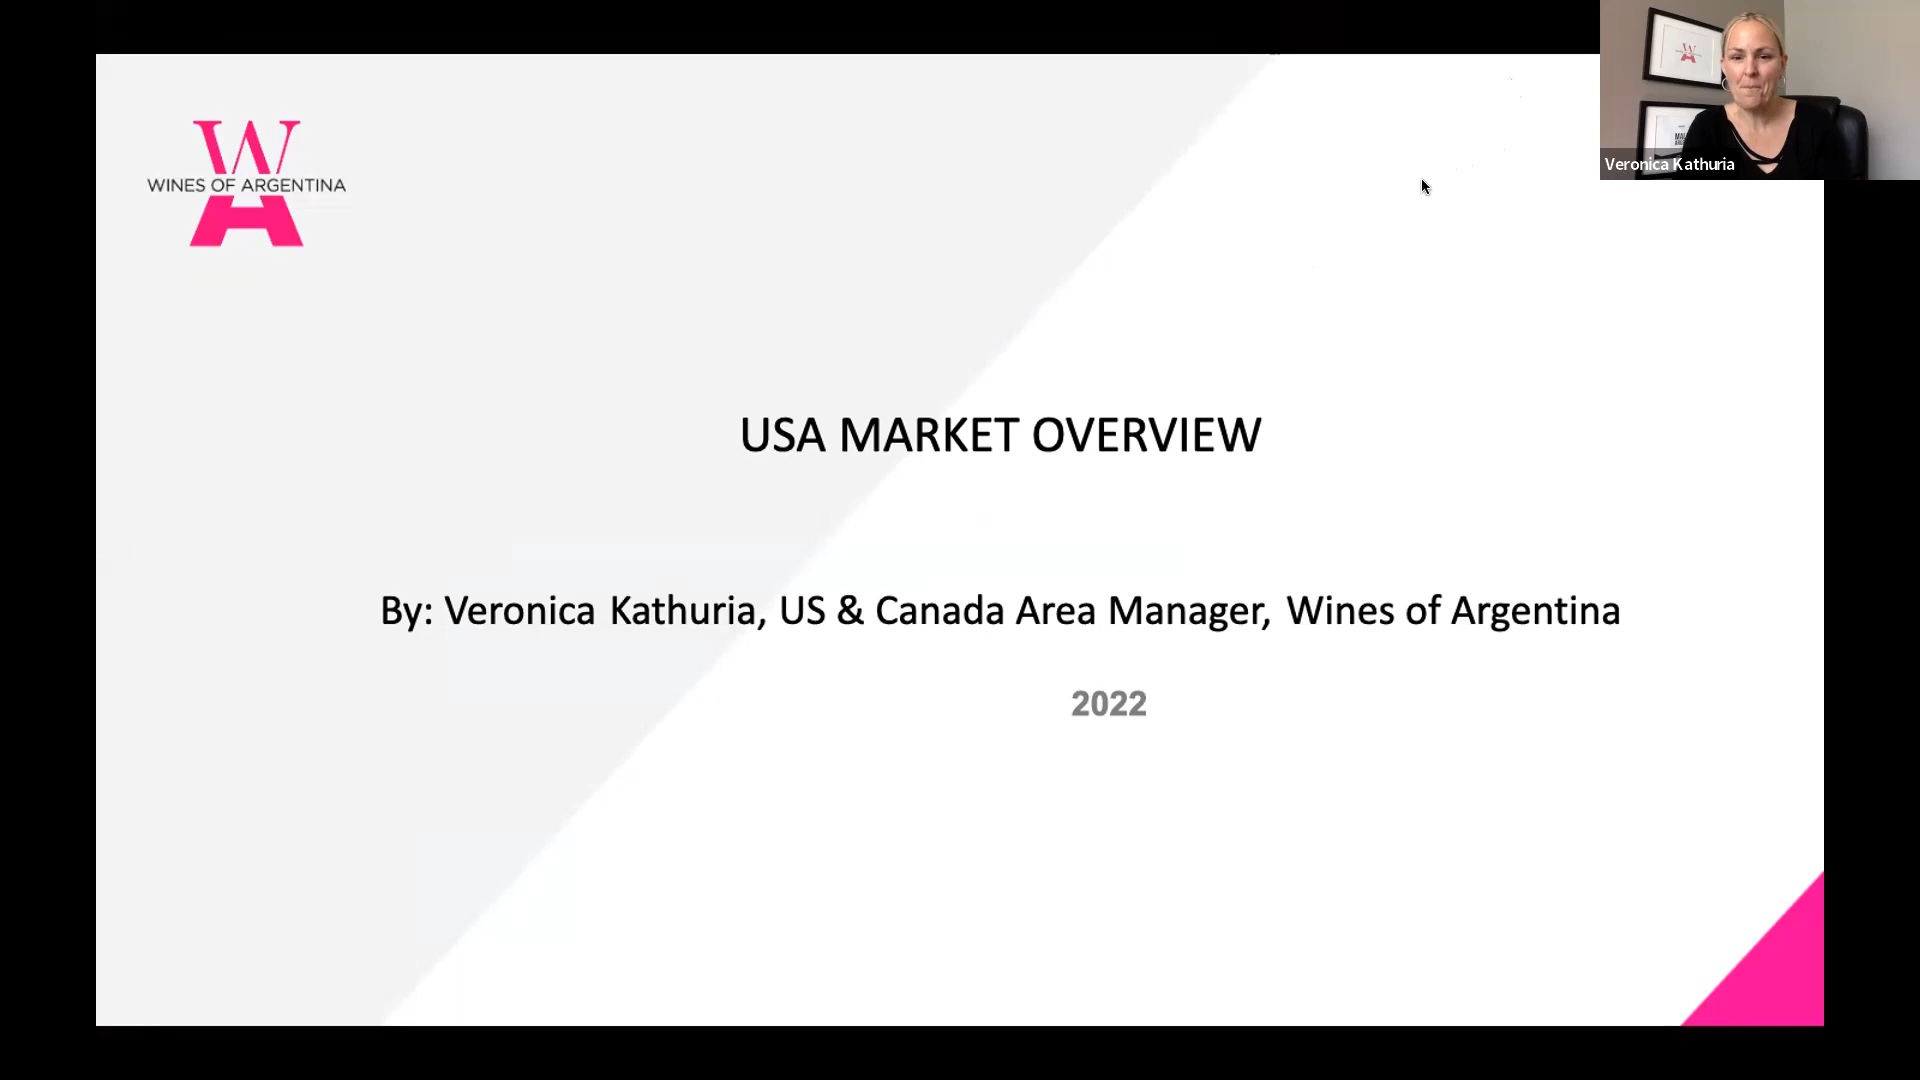 W
WINES OF ARGENTINA
A
USA MARKET OVERVIEW
By: Veronica Kathuria, US & Canada Area Manager, Wines of Argentina
2022
W
A
Veronica Kathuria